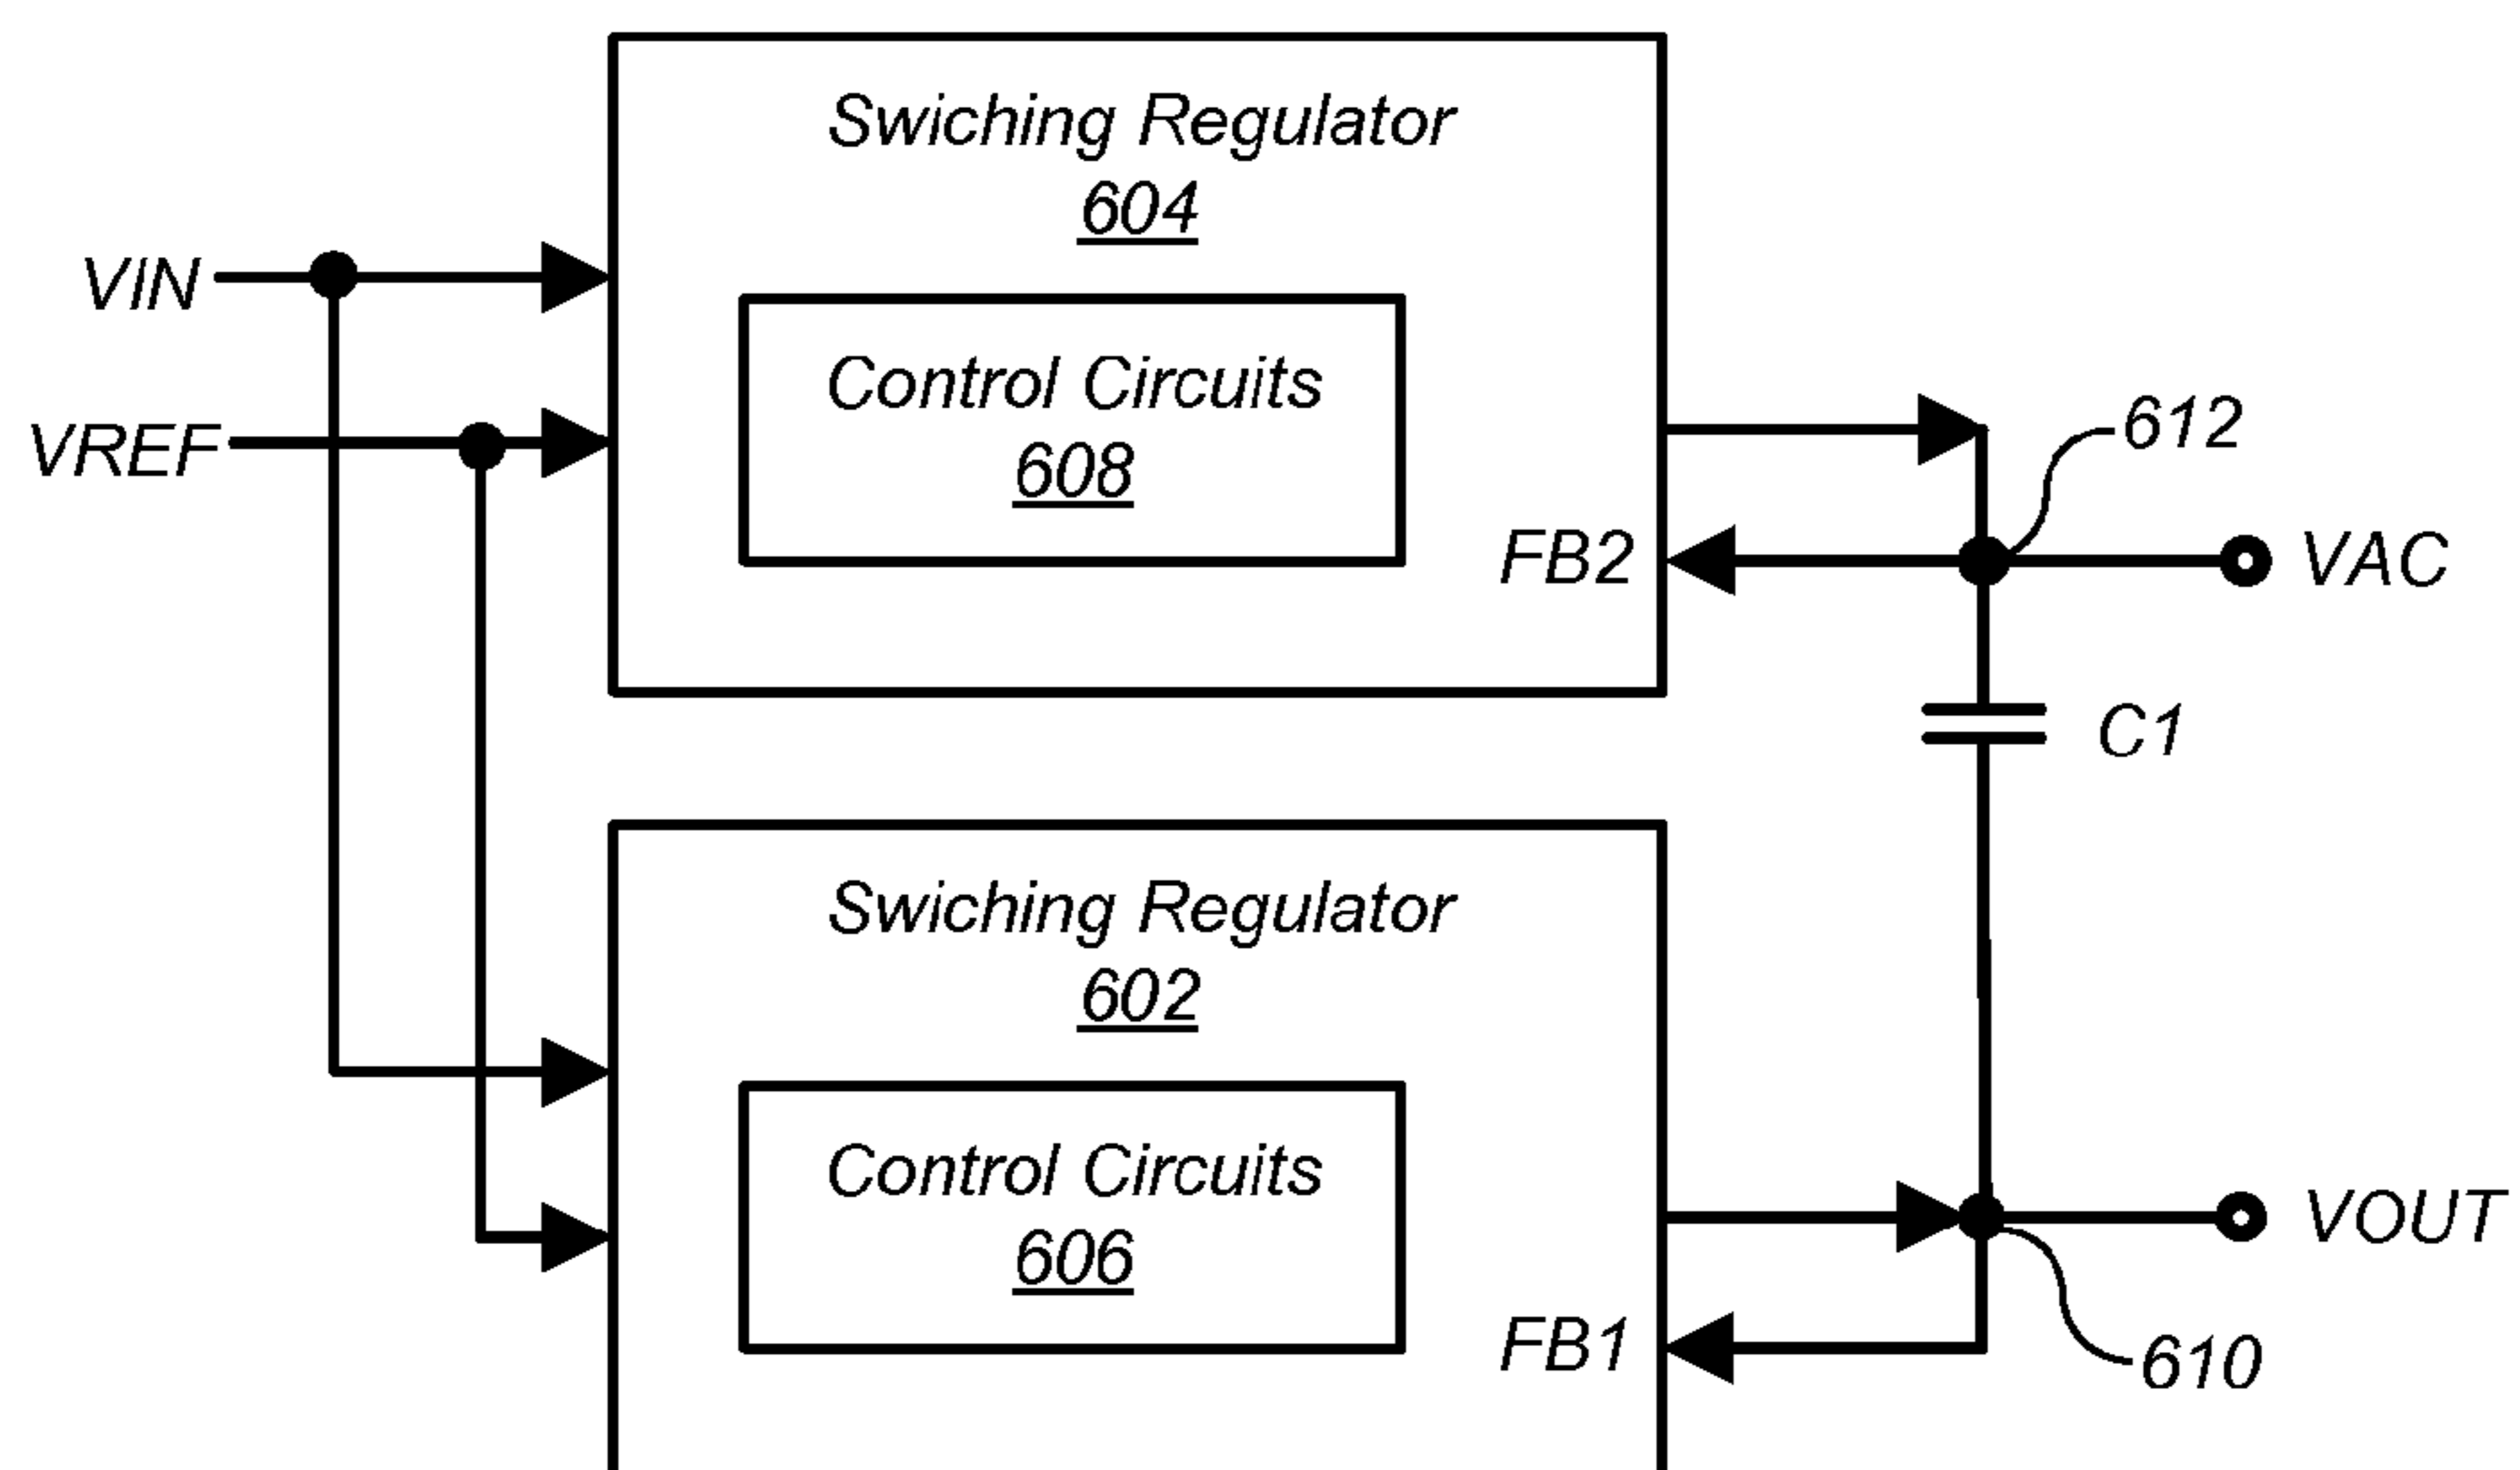 Swiching Regulator
604
VIN
Control Circuits
608
VREF
612
FB2
VAC
C1
Swiching Regulator
602
Control Circuits
606
VOUT
FB1
610